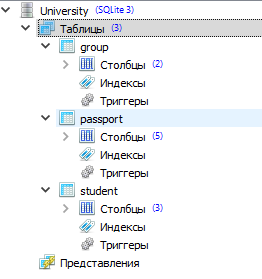 University (SQLite 3)
Таблицы (3)
group
Столбцы (2)
Индексы
Триггеры
passport
Столбцы (5)
Индексы
Триггеры
student
Столбцы (3)
Индексы
Триггеры
Представления